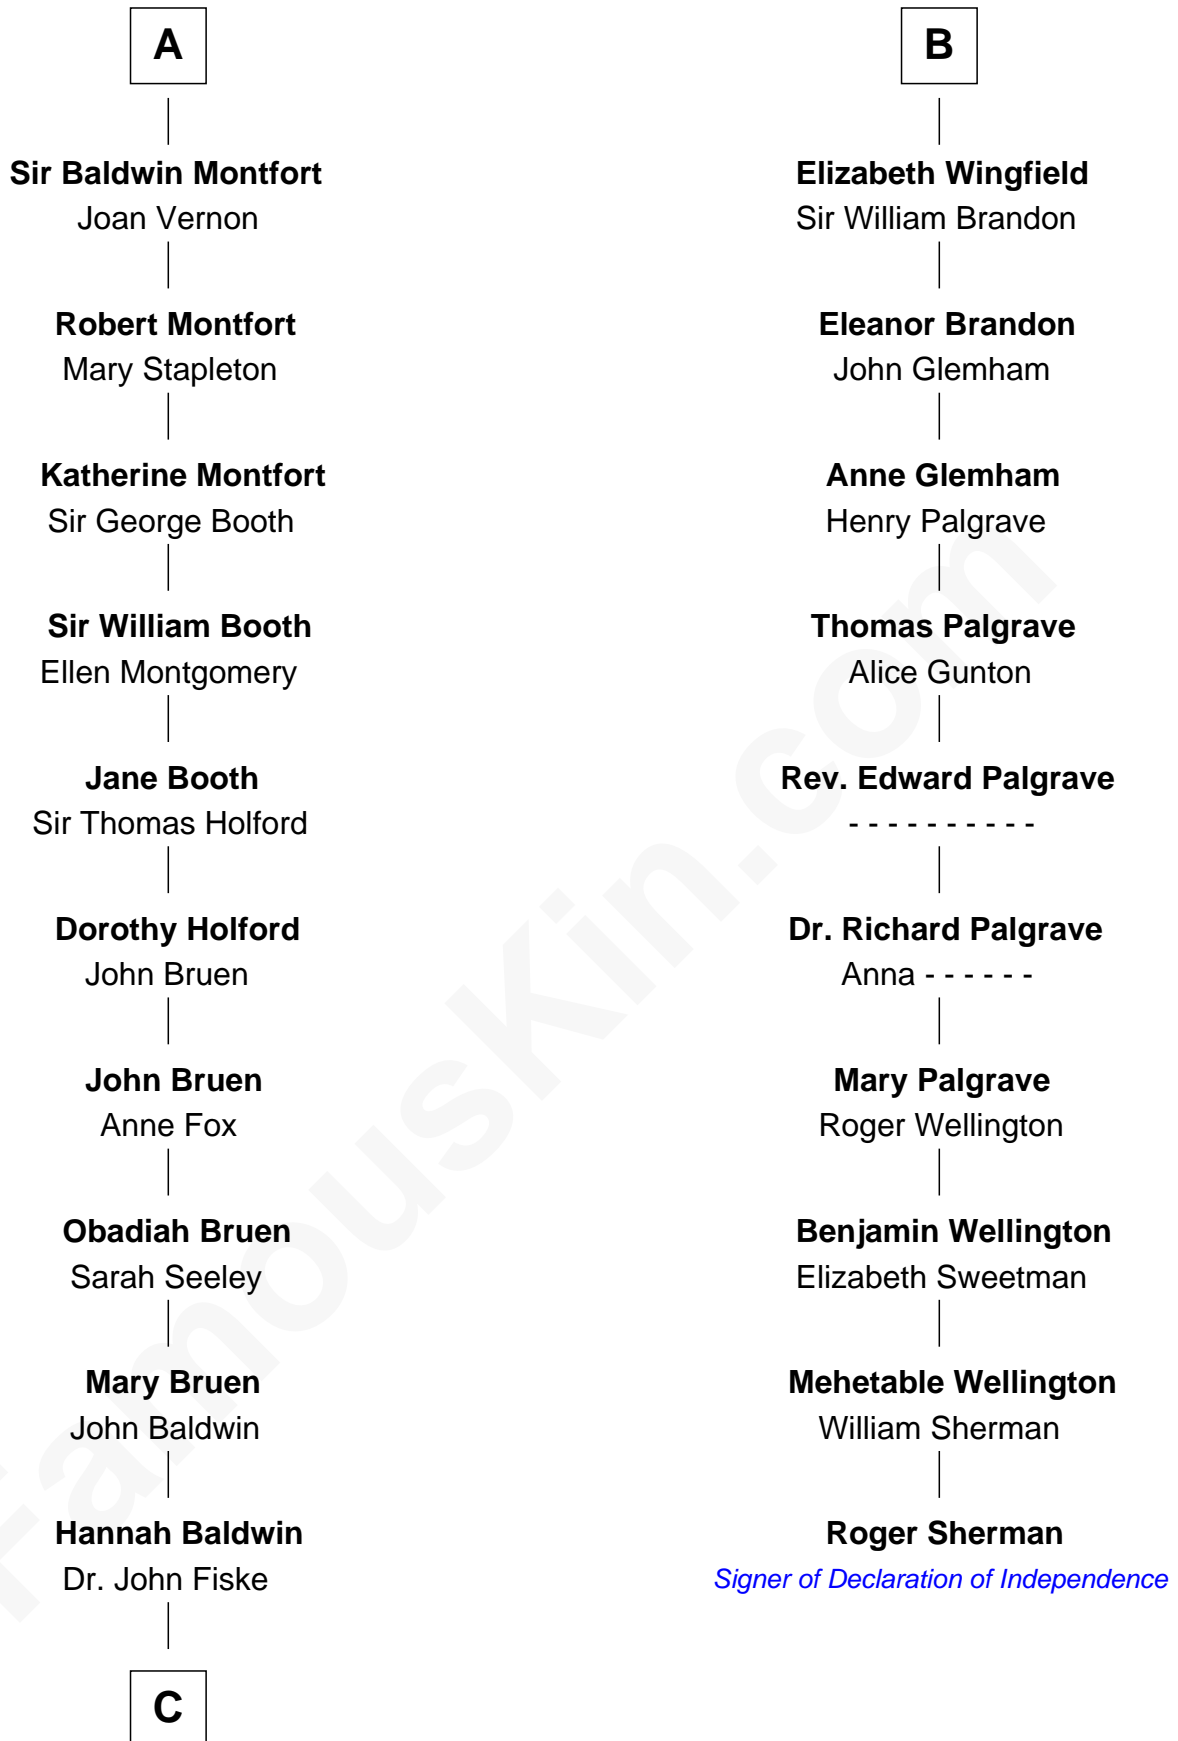 A
Sir Baldwin Montfort
Joan Vernon
Robert Montfort
Mary Stapleton
Katherine Montfort
Sir George Booth
Sir William Booth
Ellen Montgomery
Jane Booth
Sir Thomas Holford
Dorothy Holford
John Bruen
John Bruen
Anne Fox
Obadiah Bruen
Sarah Seeley
Mary Bruen
John Baldwin
Hannah Baldwin
Dr. John Fiske
C
B
Elizabeth Wingfield
Sir William Brandon
Eleanor Brandon
John Glemham
Anne Glemham
Henry Palgrave
Thomas Palgrave
Alice Gunton
Rev. Edward Palgrave
- - - - - - - - - -
Dr. Richard Palgrave
Anna - - - - - -
Mary Palgrave
Roger Wellington
Benjamin Wellington
Elizabeth Sweetman
Mehetable Wellington
William Sherman
Roger Sherman
Signer of Declaration of Independence
FamousKin.com